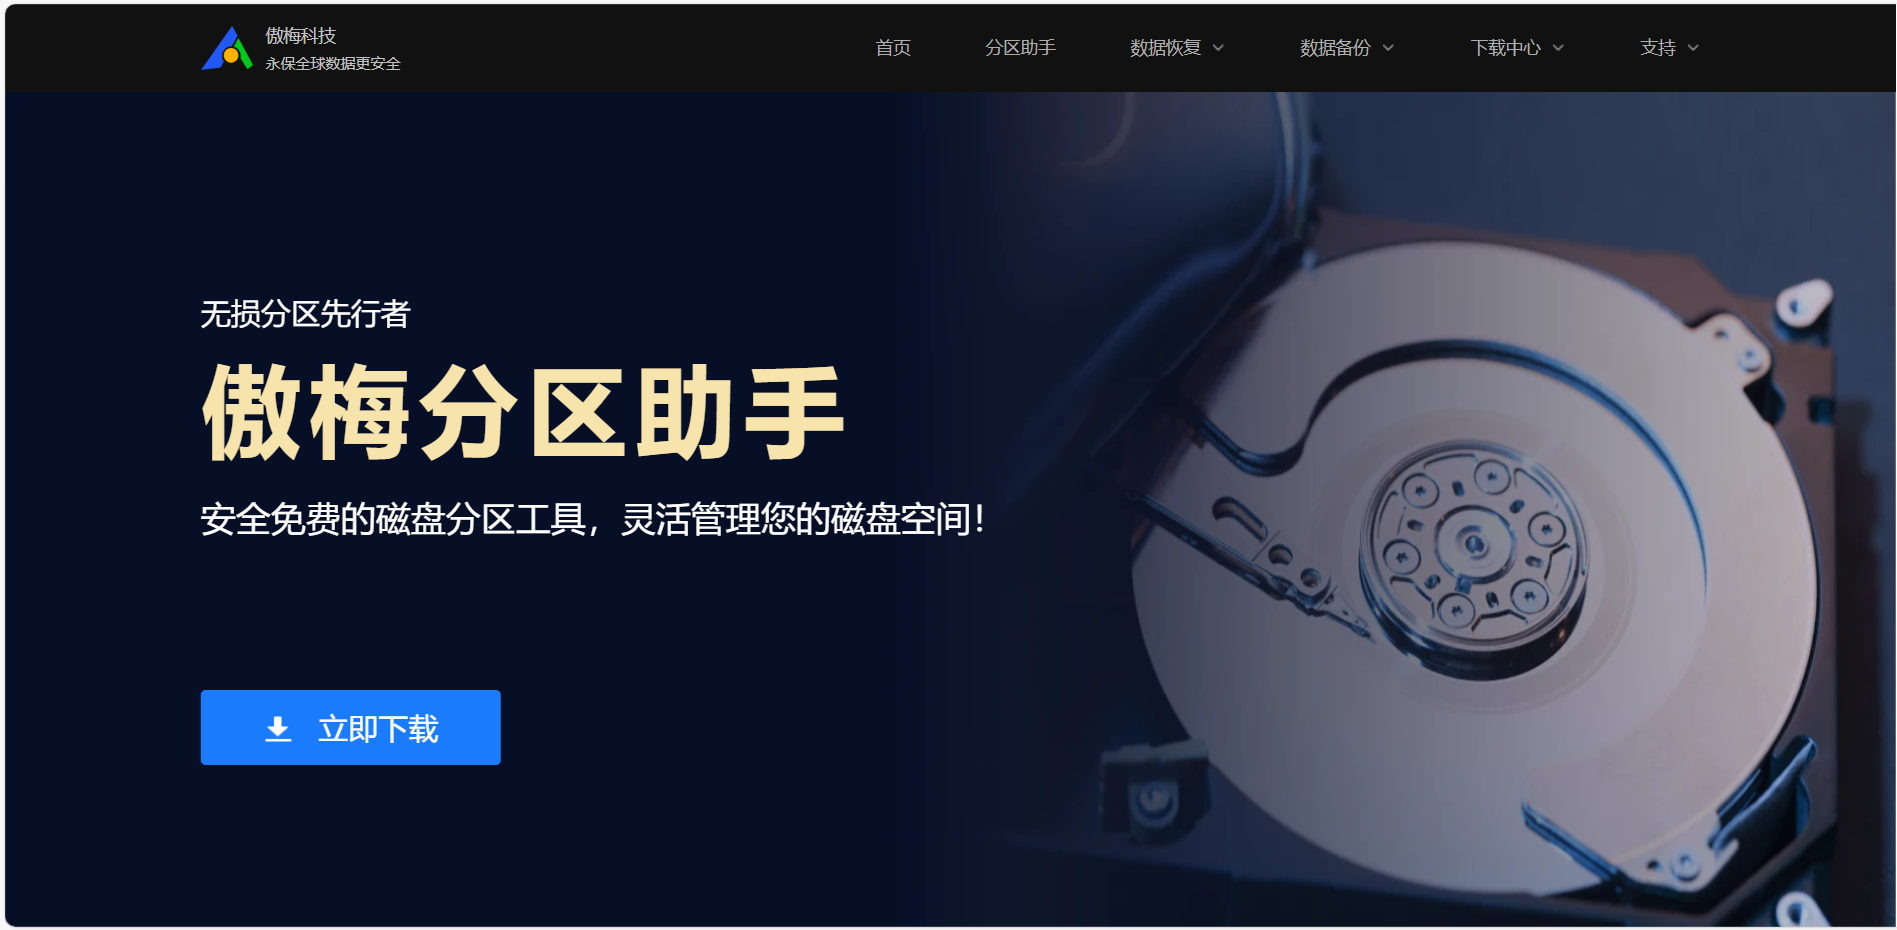 傲梅科技
永保全球数据更安全
首页 分区助手 数据恢复 数据备份 下载中心 支持
无损分区先行者
傲梅分区助手
安全免费的磁盘分区工具，灵活管理您的磁盘空间！
立即下载